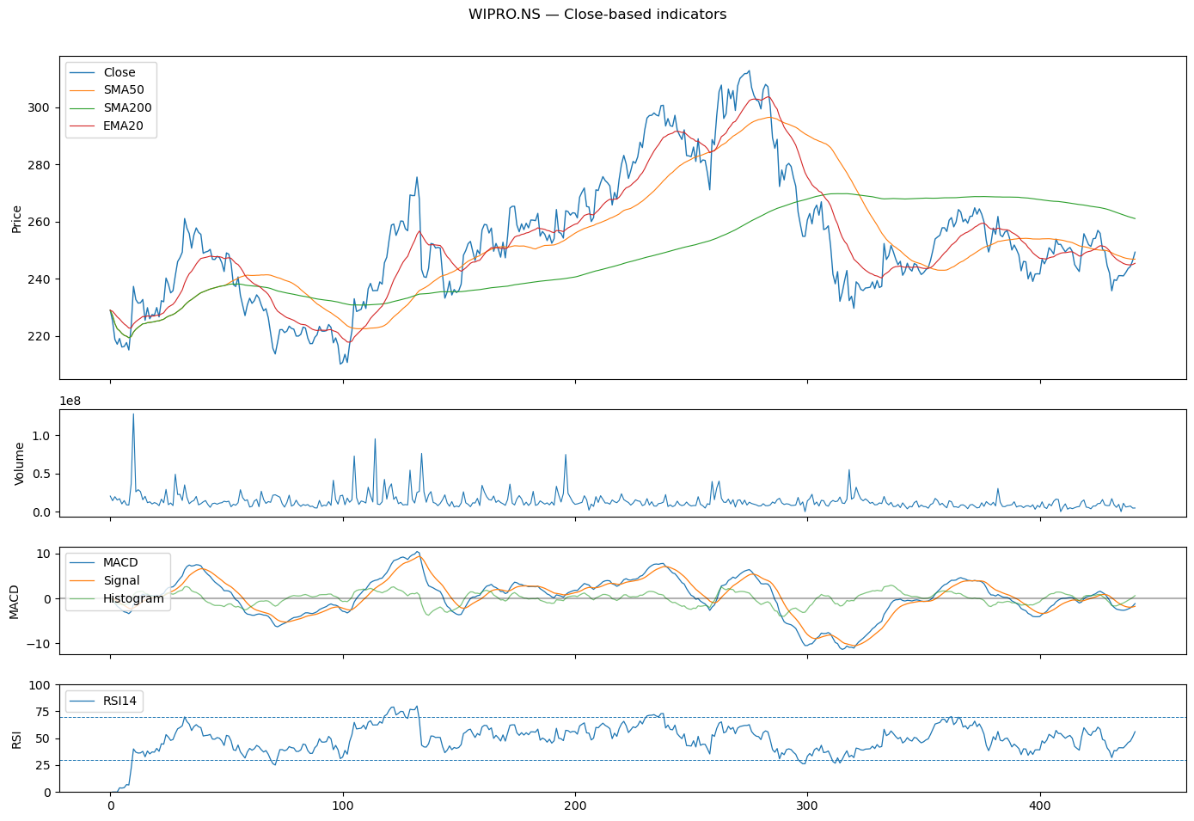 WIPRO.NS — Close-based indicators
Close
SMA50
SMA200
EMA20
Price
300
280
260
240
220
1e8
Volume
1.0
0.5
0.0
MACD
Signal
Histogram
MACD
10
0
−10
RSI14
RSI
100
75
50
25
0
0
100
200
300
400